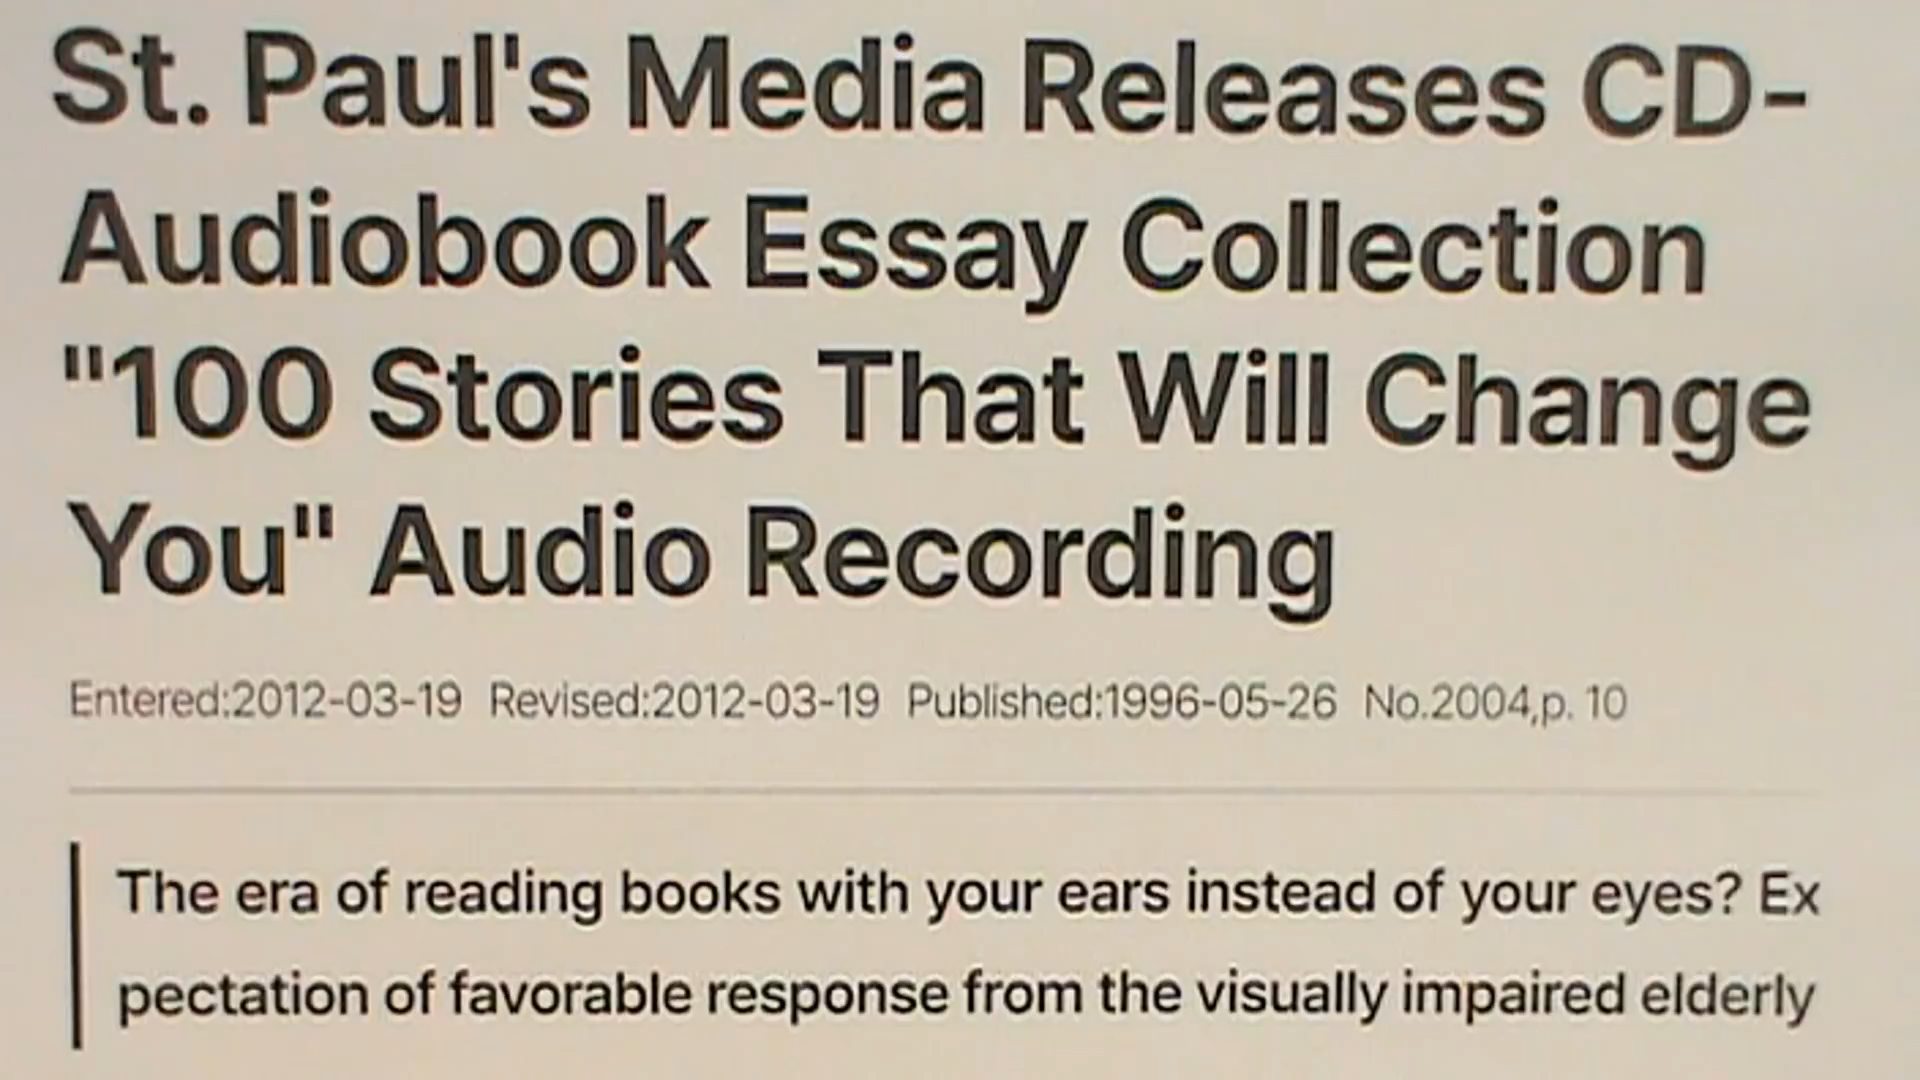 St. Paul's Media Releases CD-
Audiobook Essay Collection
"100 Stories That Will Change
You" Audio Recording
Entered:2012-03-19 Revised:2012-03-19 Published:1996-05-26 No.2004,p. 10
The era of reading books with your ears instead of your eyes? Ex
pectation of favorable response from the visually impaired elderly